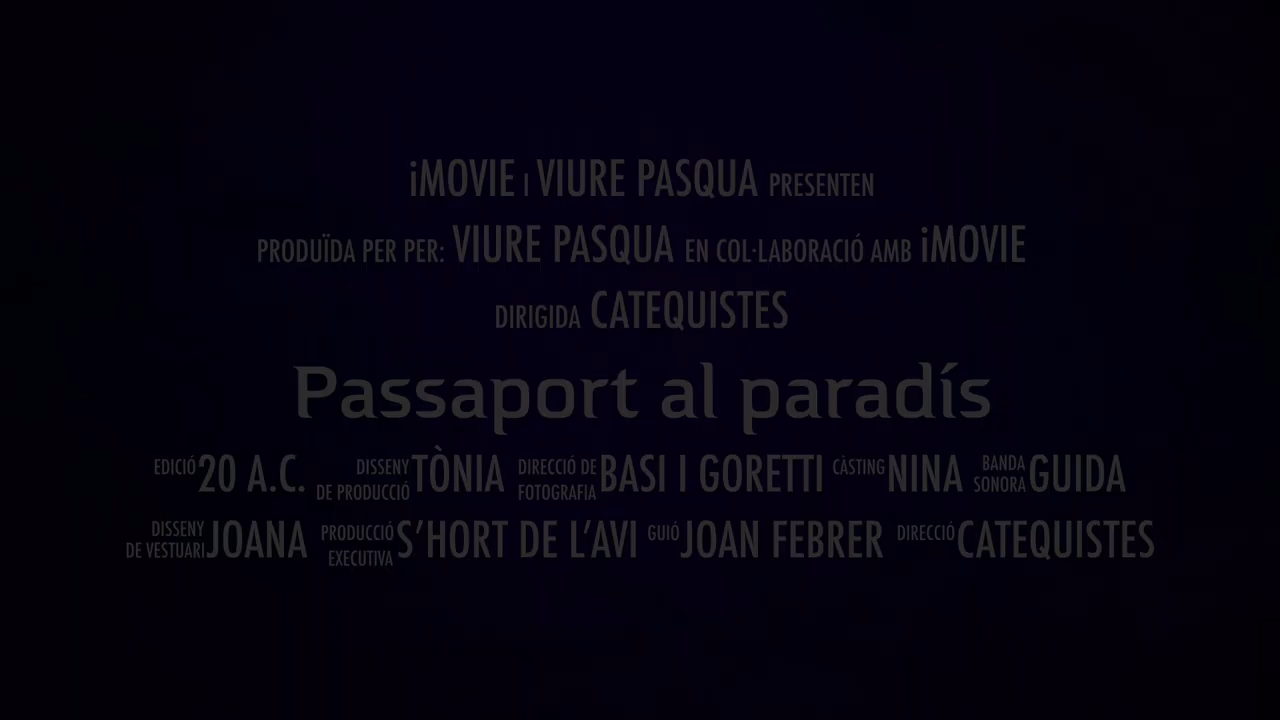 iMOVIE I VIURE PASQUA PRESENTEN
PRODUÏDA PER PER: VIURE PASQUA EN COL·LABORACIÓ AMB iMOVIE
DIRIGIDA CATEQUISTES
Passaport al paradís
EDICIÓ 20 A.C. DISSENY DE PRODUCCIÓ TÒNIA DIRECCIÓ DE FOTOGRAFIA BASI I GORETTI CÀSTING NINA BANDA SONORA GUIDA
DISSENY DE VESTUARI JOANA PRODUCCIÓ EXECUTIVA S'HORT DE L'AVI GUIÓ JOAN FEBRER DIRECCIÓ CATEQUISTES